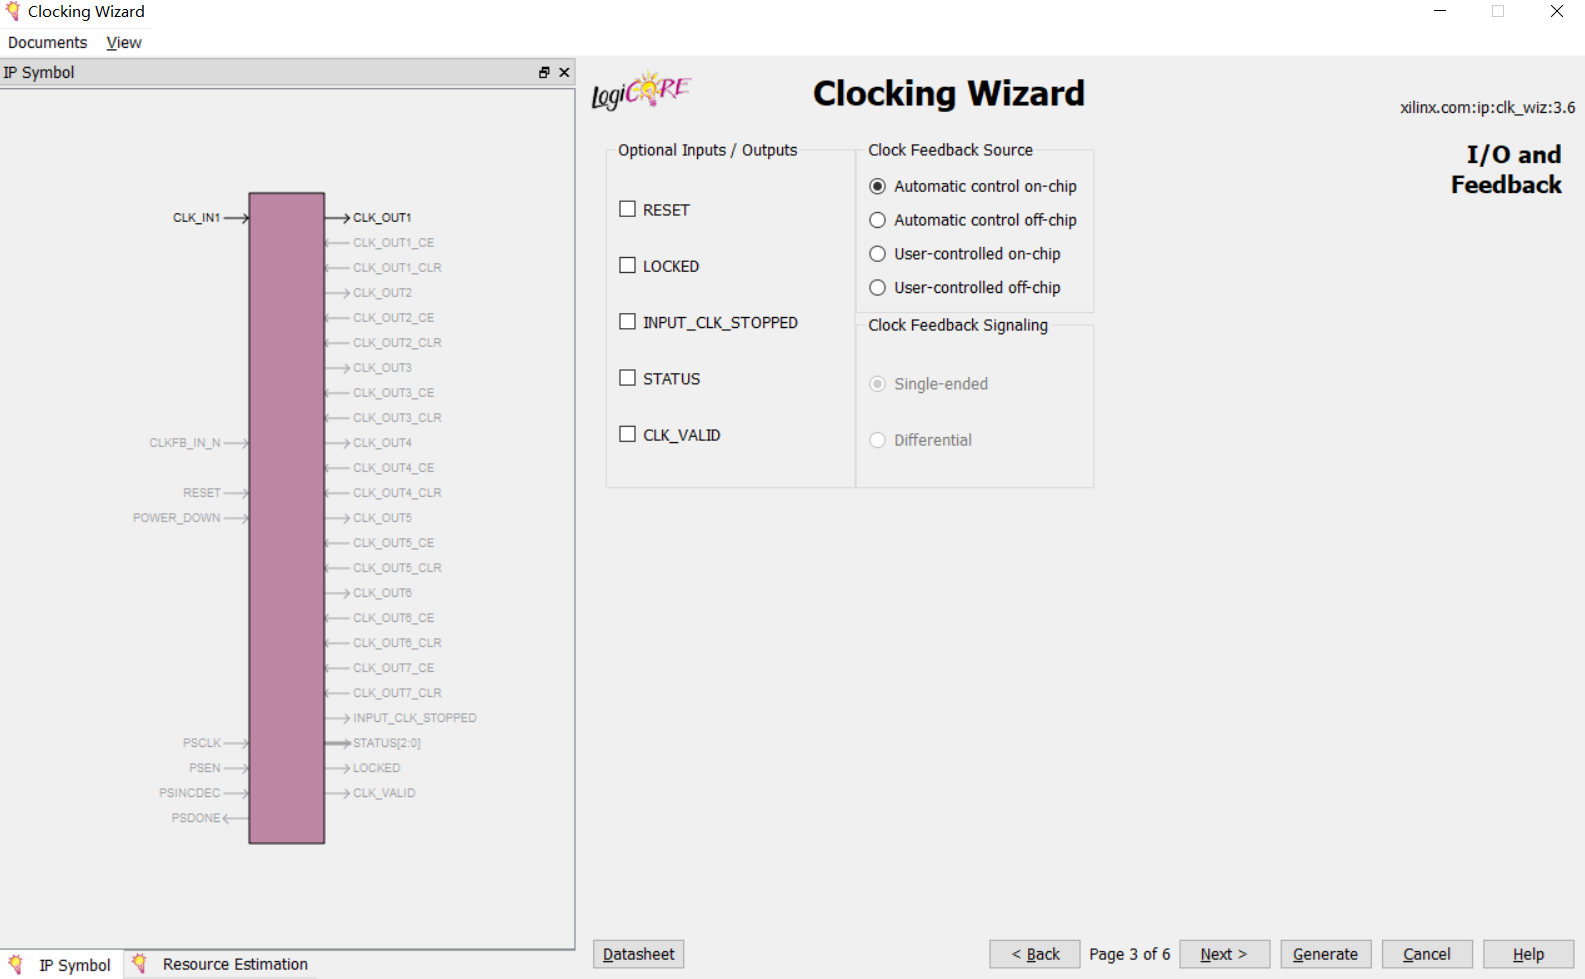 Clocking Wizard
Documents View
IP Symbol
CLK_IN1
CLKFB_IN_N
RESET
POWER_DOWN
PSCLK
PSEN
PSINCDEC
PSDONE
CLK_OUT1
CLK_OUT1_CE
CLK_OUT1_CLR
CLK_OUT2
CLK_OUT2_CE
CLK_OUT2_CLR
CLK_OUT3
CLK_OUT3_CE
CLK_OUT3_CLR
CLK_OUT4
CLK_OUT4_CE
CLK_OUT4_CLR
CLK_OUT5
CLK_OUT5_CE
CLK_OUT5_CLR
CLK_OUT6
CLK_OUT6_CE
CLK_OUT6_CLR
CLK_OUT7_CE
CLK_OUT7_CLR
INPUT_CLK_STOPPED
STATUS[2:0]
LOCKED
CLK_VALID
IP Symbol
Resource Estimation
LogiCORE
Clocking Wizard
xilinx.com:ip:clk_wiz:3.6
I/O and
Feedback
Optional Inputs / Outputs
RESET
LOCKED
INPUT_CLK_STOPPED
STATUS
CLK_VALID
Clock Feedback Source
Automatic control on-chip
Automatic control off-chip
User-controlled on-chip
User-controlled off-chip
Clock Feedback Signaling
Single-ended
Differential
Datasheet
< Back
Page 3 of 6
Next >
Generate
Cancel
Help